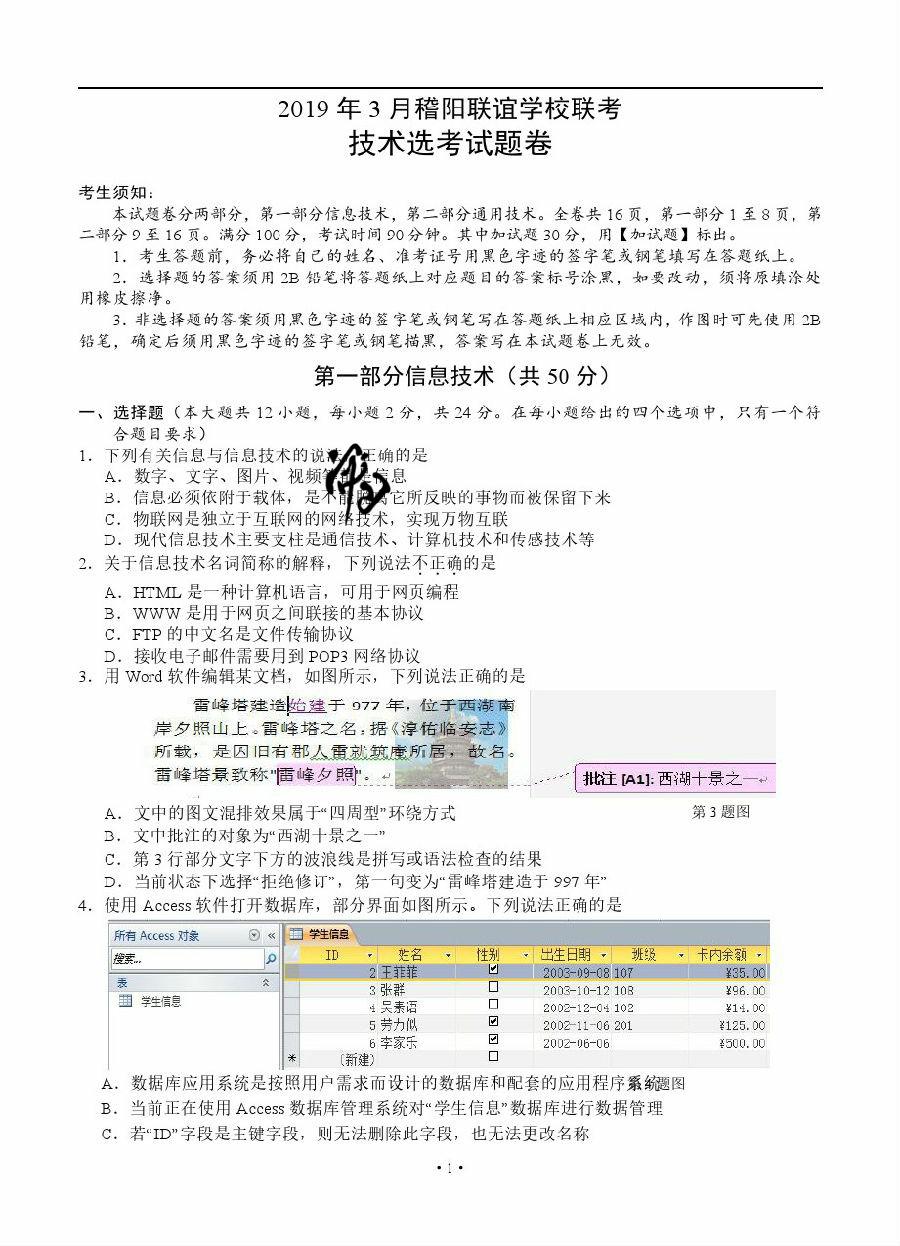 2019 年 3 月稽阳联谊学校联考
技术选考试题卷
考生须知：
本试题卷分两部分，第一部分信息技术，第二部分通用技术。全卷共 16 页，第一部分 1 至 8 页，第
二部分 9 至 16 页。满分 100 分，考试时间 90 分钟。其中加试题 30 分，用【加试题】标出。
1．考生答题前，务必将自己的姓名、准考证号用黑色字迹的签字笔或钢笔填写在答题纸上。
2．选择题的答案须用 2B 铅笔将答题纸上对应题目的答案标号涂黑，如要改动，须将原填涂处
用橡皮擦净。
3．非选择题的答案须用黑色字迹的签字笔或钢笔写在答题纸上相应区域内，作图时可先使用 2B
铅笔，确定后须用黑色字迹的签字笔或钢笔描黑，答案写在本试题卷上无效。
第一部分信息技术（共 50 分）
一、选择题（本大题共 12 小题，每小题 2 分，共 24 分。在每小题给出的四个选项中，只有一个符
合题目要求）
1．下列有关信息与信息技术的说法 正确的是
A．数字、文字、图片、视频 信息
B．信息必须依附于载体，是不能脱离它所反映的事物而被保留下来
C．物联网是独立于互联网的网络技术，实现万物互联
D．现代信息技术主要支柱是通信技术、计算机技术和传感技术等
2．关于信息技术名词简称的解释，下列说法不正确的是
A．HTML 是一种计算机语言，可用于网页编程
B．WWW 是用于网页之间联接的基本协议
C．FTP 的中文名是文件传输协议
D．接收电子邮件需要用到 POP3 网络协议
3．用 Word 软件编辑某文档，如图所示，下列说法正确的是
雷峰塔建造始建于 977 年，位于西湖南
岸夕照山上。雷峰塔之名；据《淳佑临安志》
所载，是因旧有郡人雷就筑庵所居，故名。
雷峰塔景致称"雷峰夕照"。
批注 [A1]: 西湖十景之一
A．文中的图文混排效果属于“四周型”环绕方式
第 3 题图
B．文中批注的对象为“西湖十景之一”
C．第 3 行部分文字下方的波浪线是拼写或语法检查的结果
D．当前状态下选择“拒绝修订”，第一句变为“雷峰塔建造于 997 年”
4．使用 Access 软件打开数据库，部分界面如图所示。下列说法正确的是
所有 Access 对象 «
搜索...
表
学生信息
学生信息
ID 姓名 性别 出生日期 班级 卡内余额
2 王菲菲 2003-09-08 107 ¥35.00
3 张群 2003-10-12 108 ¥96.00
4 吴素语 2002-12-04 102 ¥14.00
5 劳力似 2002-11-06 201 ¥125.00
6 李家乐 2002-06-06 ¥500.00
* (新建)
A．数据库应用系统是按照用户需求而设计的数据库和配套的应用程序系统 题图
B．当前正在使用 Access 数据库管理系统对“学生信息”数据库进行数据管理
C．若“ID”字段是主键字段，则无法删除此字段，也无法更改名称
· 1 ·